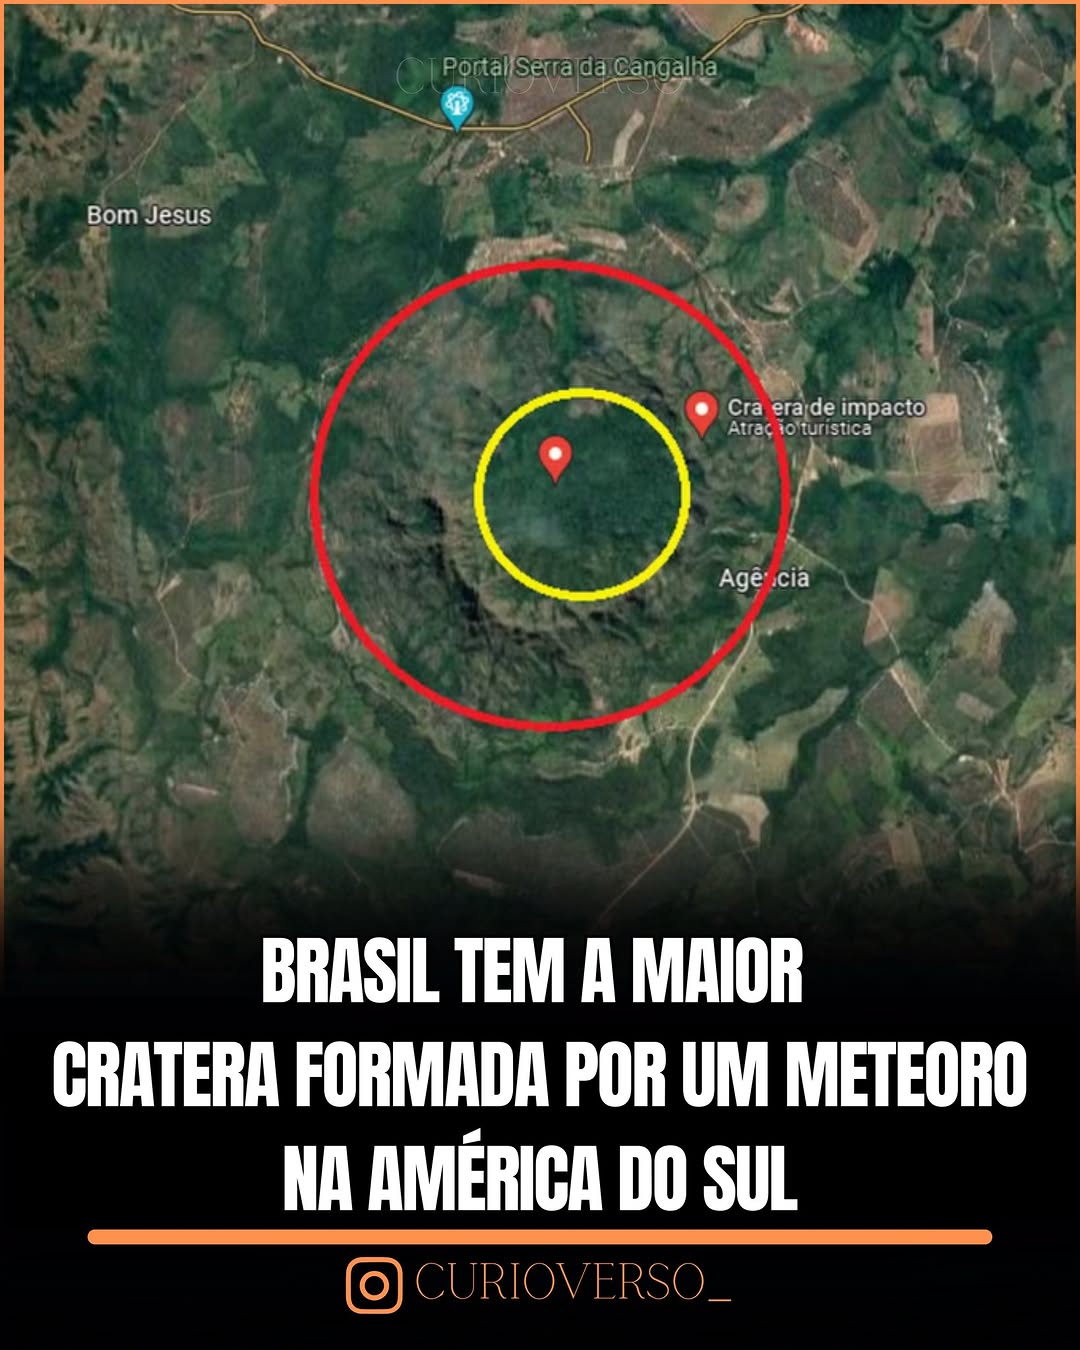 CURIOVERSO
Portal Serra da Cangalha
Bom Jesus
Cratera de impacto
Atração turística
Agência
BRASIL TEM A MAIOR
CRATERA FORMADA POR UM METEORO
NA AMÉRICA DO SUL
CURIOVERSO_